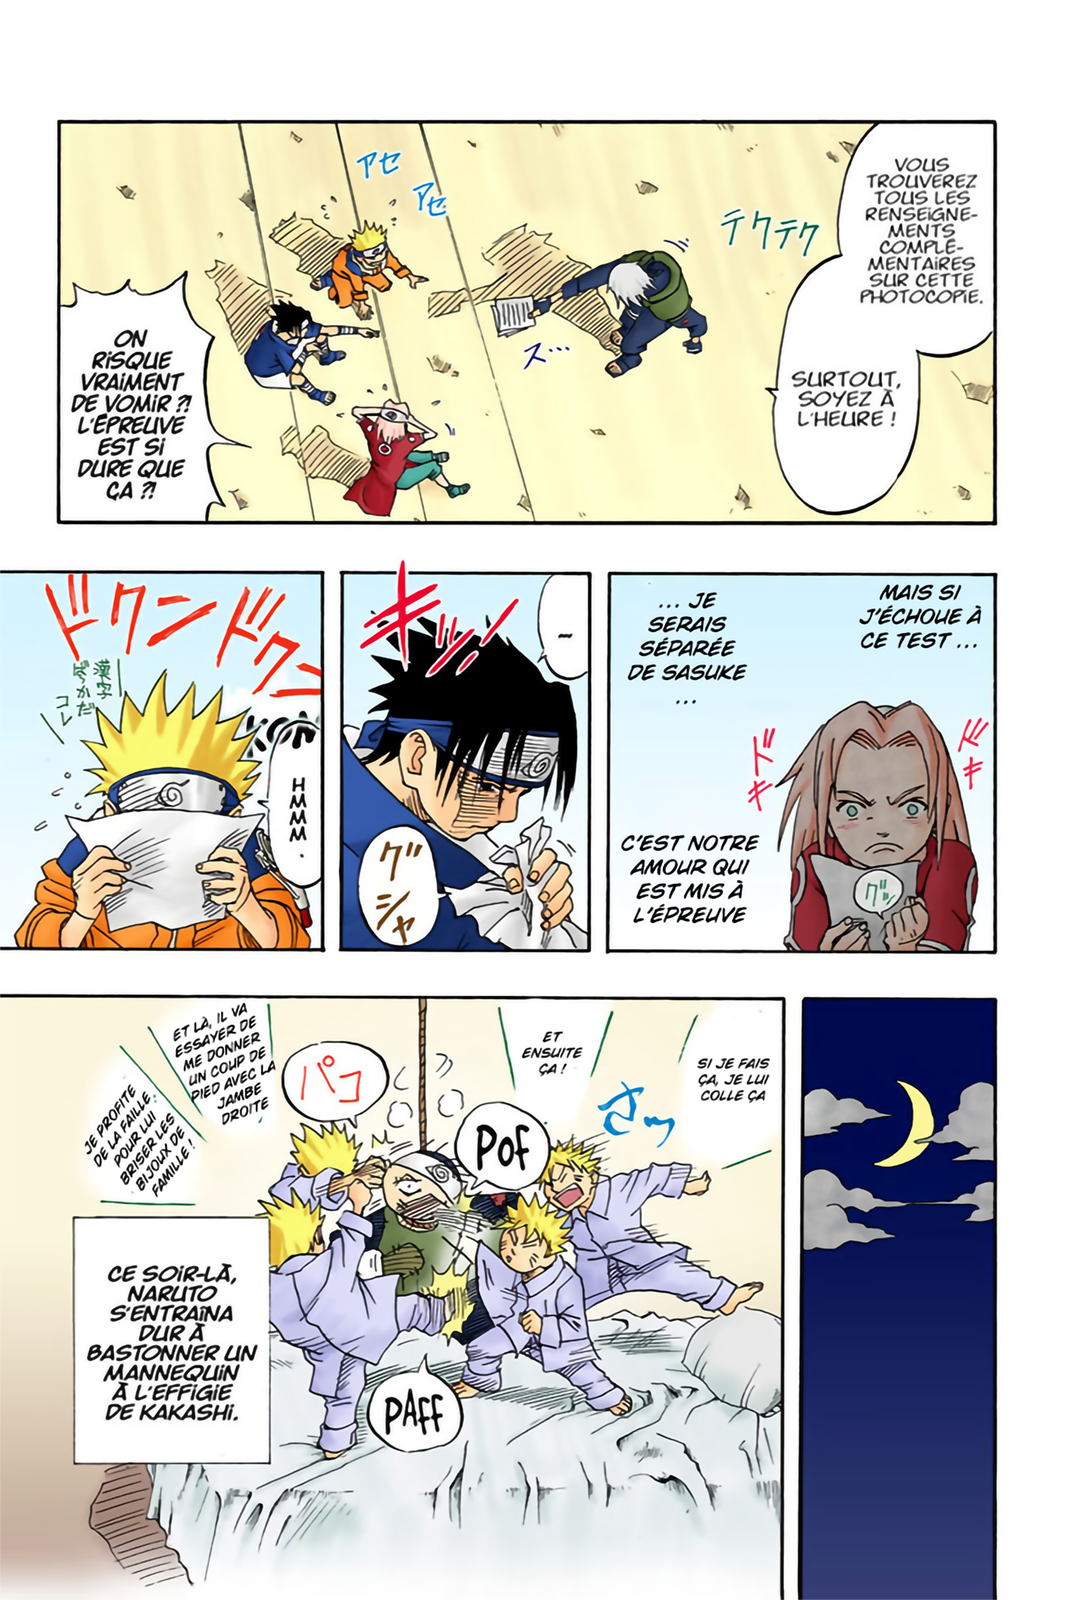 VOUS
TROUVEREZ
TOUS LES
RENSEIGNE-
MENTS
COMPLÉ-
MENTAIRES
SUR CETTE
PHOTOCOPIE.
SURTOUT,
SOYEZ À
L'HEURE !
テクテク
アセ
アセ
ス…
ON
RISQUE
VRAIMENT
DE VOMIR ?!
L'ÉPREUVE
EST SI
DURE QUE
ÇA ?!
MAIS SI
J'ÉCHOUE À
CE TEST ...
... JE
SERAIS
SÉPARÉE
DE SASUKE
...
ドキ
ドキ
グッ
C'EST NOTRE
AMOUR QUI
EST MIS À
L'ÉPREUVE
~
キッ!
グシャ
ドクンドクン
漢字
ばっかだ
コレ
HMMM.
SI JE FAIS
ÇA, JE LUI
COLLE ÇA
ET
ENSUITE
ÇA !
ET LÀ, IL VA
ESSAYER DE
ME DONNER
UN COUP DE
PIED AVEC LA
JAMBE
DROITE
JE PROFITE
DE LA FAILLE
POUR LUI
BRISER LES
BIJOUX DE
FAMILLE !
パコ
POF
さっ
PAFF
CE SOIR-LÀ,
NARUTO
S'ENTRAÎNA
DUR À
BASTONNER UN
MANNEQUIN
À L'EFFIGIE
DE KAKASHI.